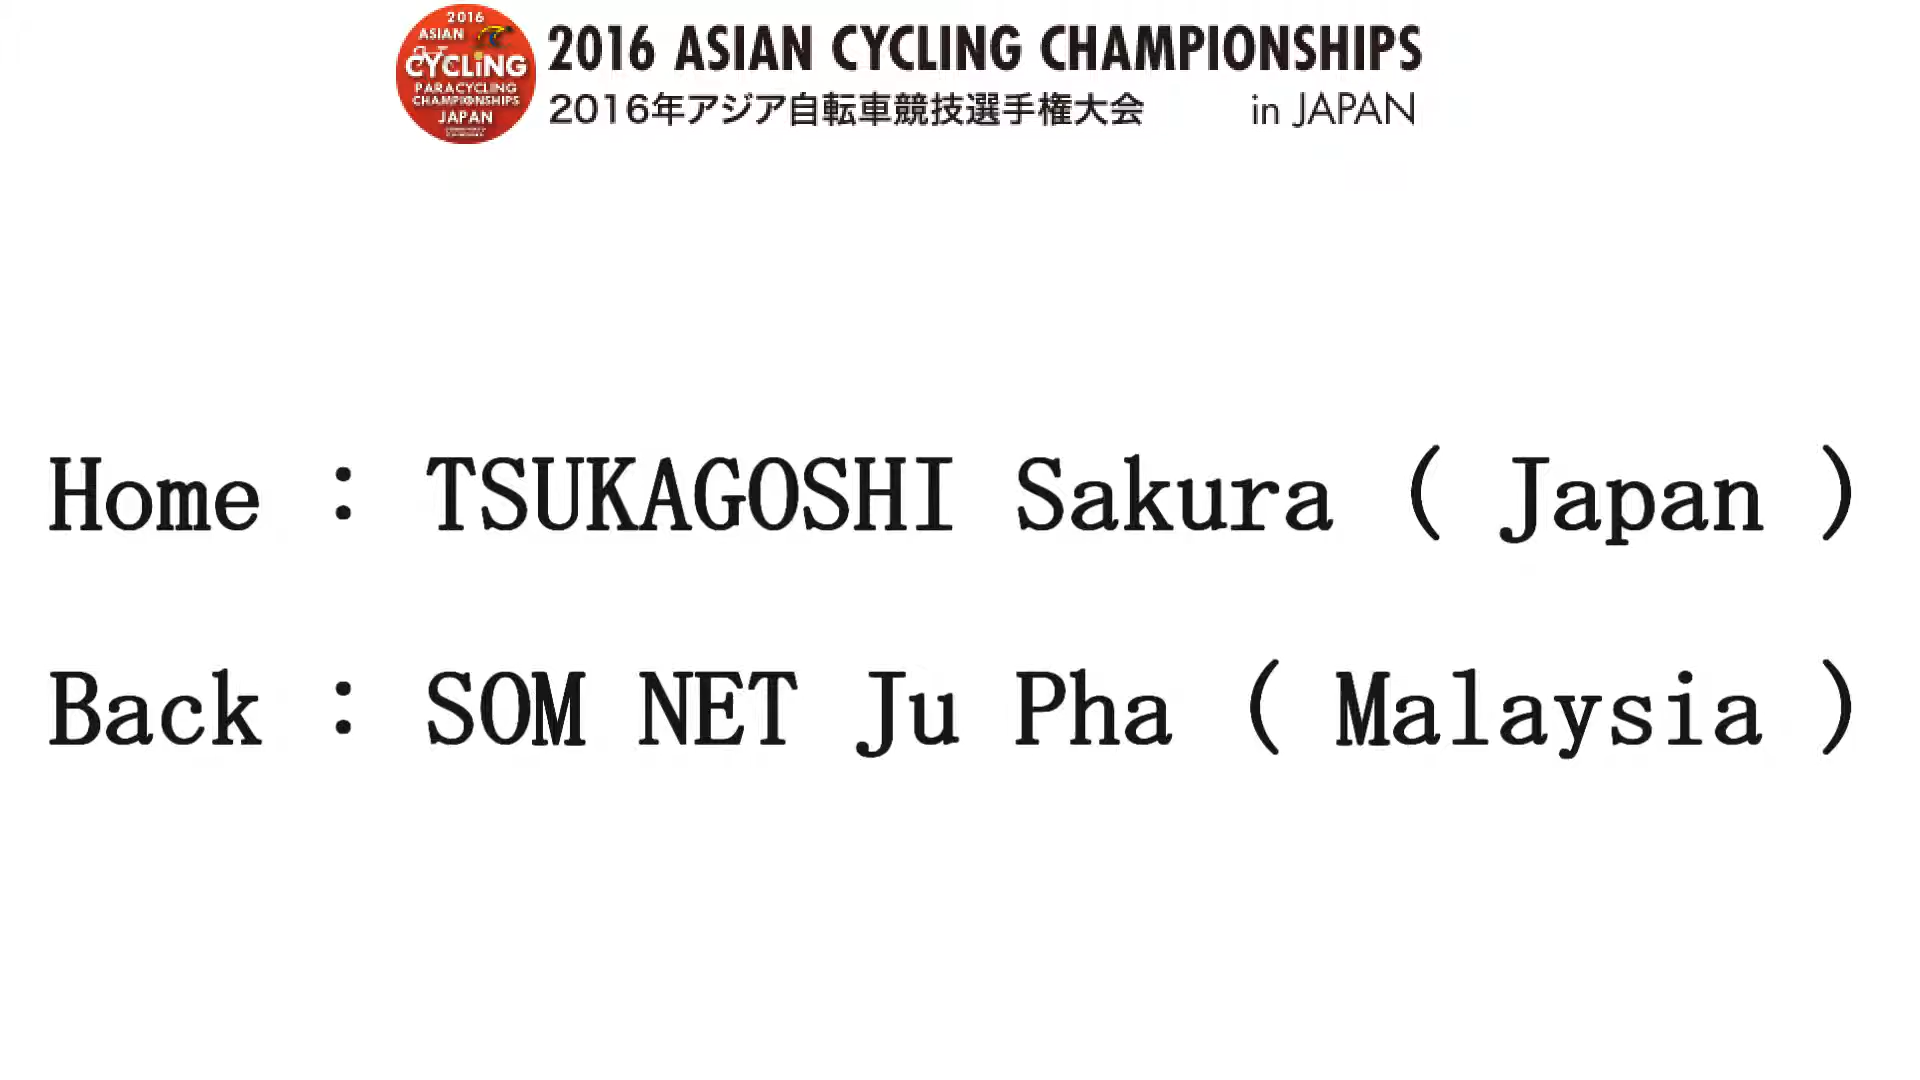 2016
ASIAN
CYCLiNG
PARACYCLING
CHAMPIONSHIPS
JAPAN
2016 ASIAN CYCLING CHAMPIONSHIPS
2016年アジア自転車競技選手権大会 in JAPAN
Home : TSUKAGOSHI Sakura ( Japan )
Back : SOM NET Ju Pha ( Malaysia )